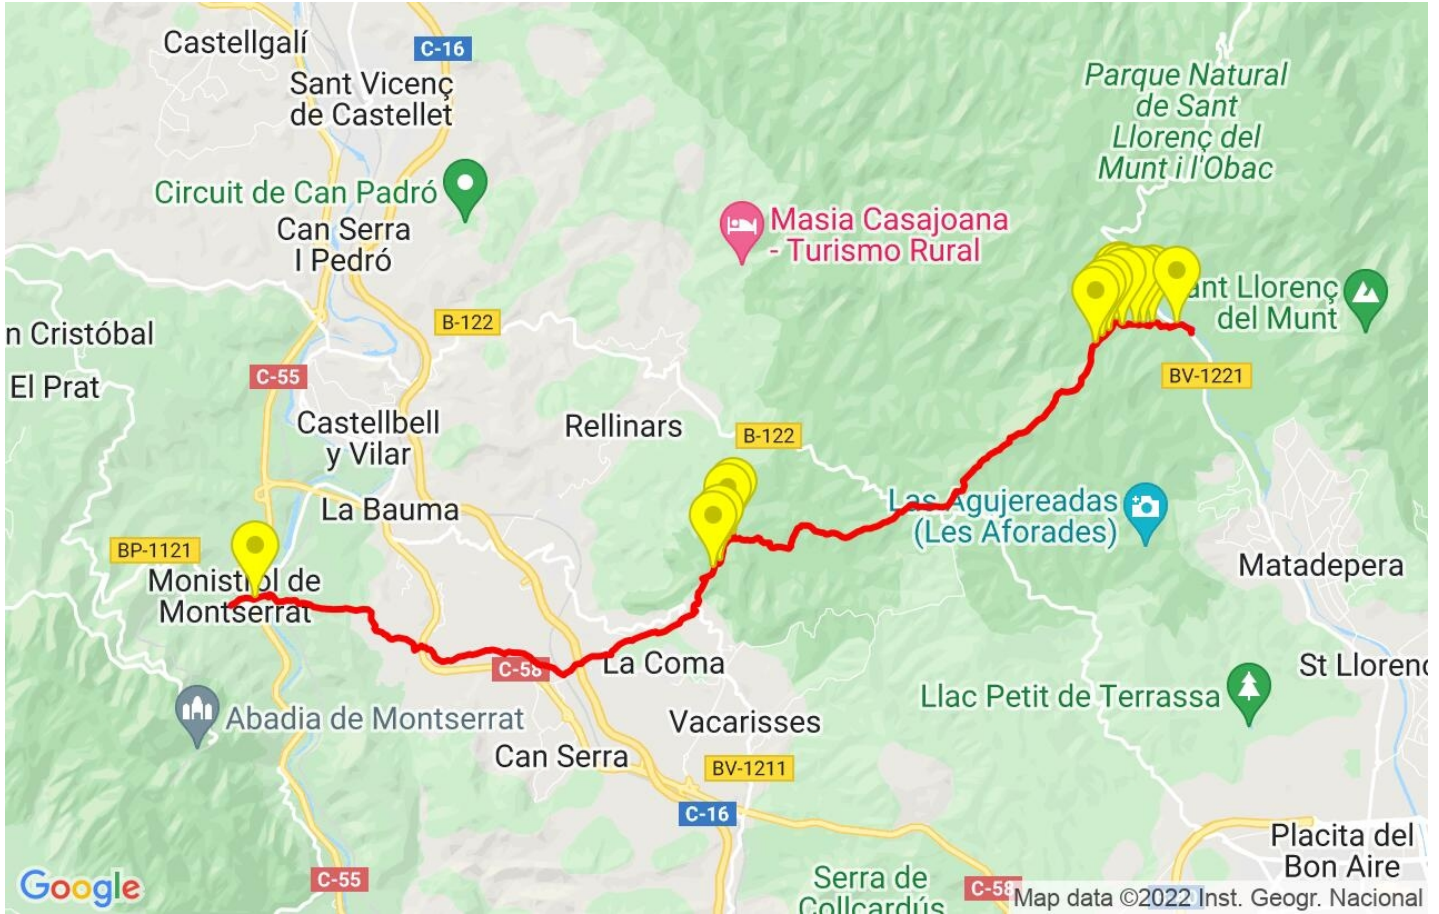 Castellgalí
C-16
Sant Vicenç
de Castellet
Parque Natural
de Sant
Llorenç del
Munt i l'Obac
Circuit de Can Padró
Can Serra
I Pedró
Masia Casajoana
- Turismo Rural
ant Llorenç
del Munt
n Cristóbal
B-122
El Prat
C-55
BV-1221
Castellbell
y Vilar
Rellinars
B-122
La Bauma
Las Agujereadas
(Les Aforades)
BP-1121
Monistrol de
Montserrat
Matadepera
C-58
La Coma
St Llorenç
Llac Petit de Terrassa
Abadia de Montserrat
Vacarisses
Can Serra
BV-1211
C-16
Placita del
Bon Aire
Google
C-55
Serra de
Collcardús
C-58
Map data ©2022 Inst. Geogr. Nacional